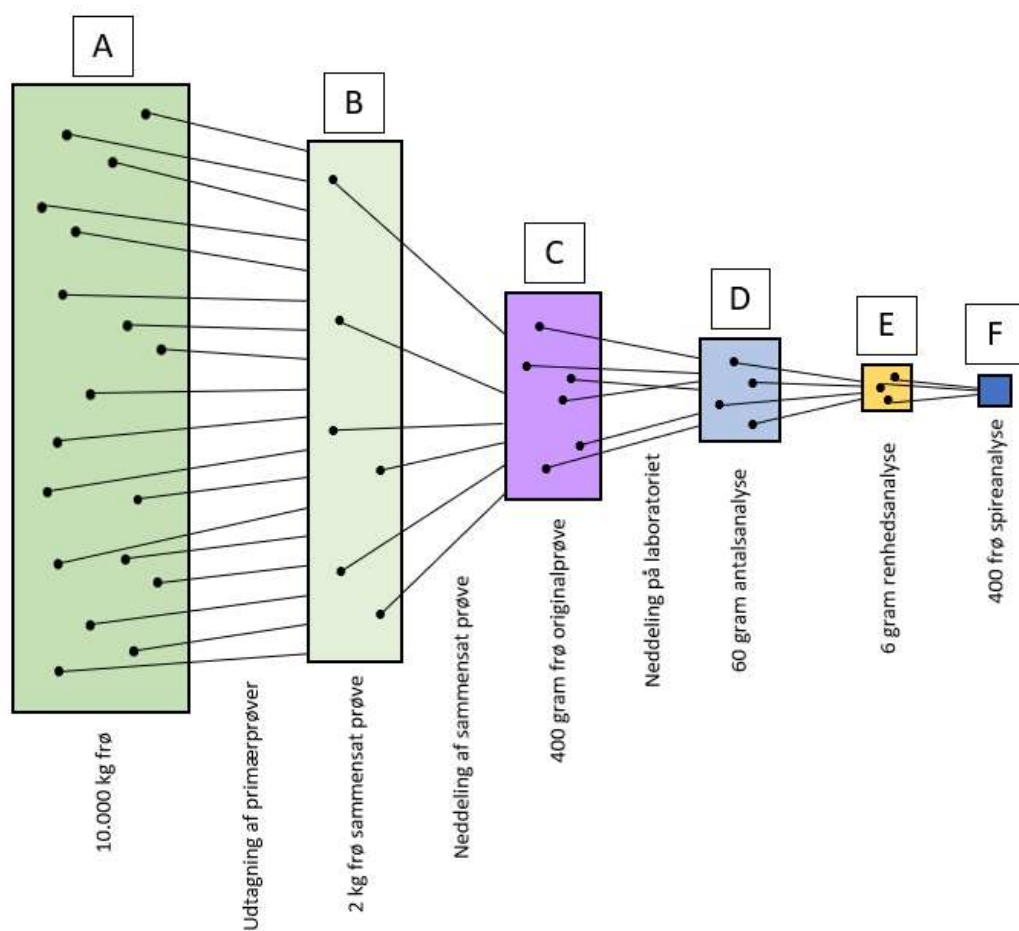 A
B
C
D
E
F
10.000 kg frø
Udtagning af primærprøver
2 kg frø sammensat prøve
Neddeling af sammensat prøve
400 gram frø originalprøve
Neddeling på laboratoriet
60 gram antalsanalyse
6 gram renhedsanalyse
400 frø spireanalyse